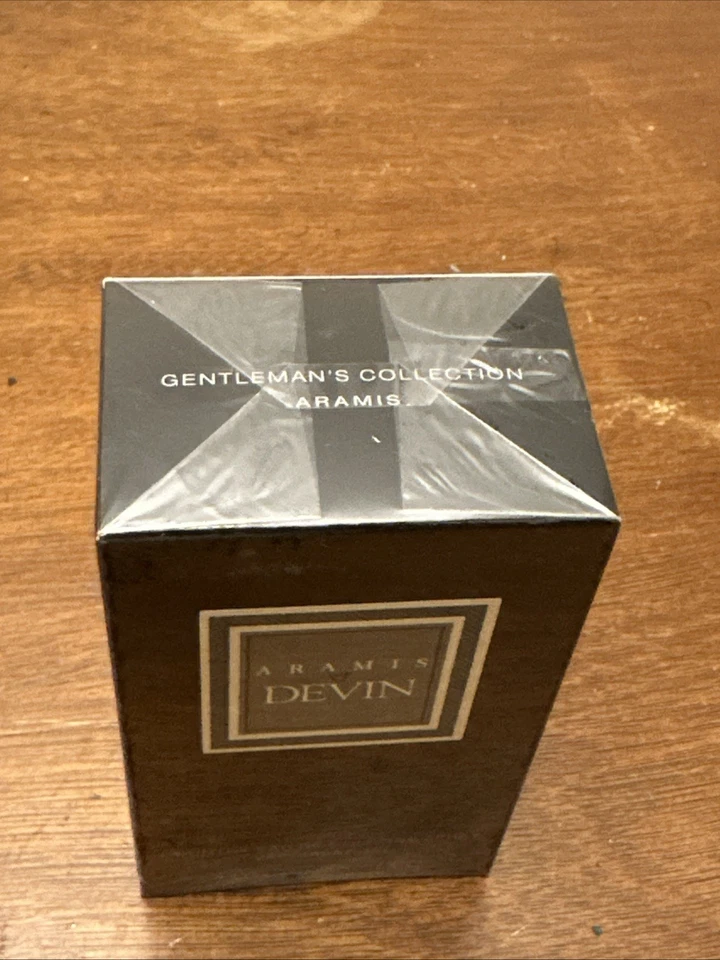 GENTLEMAN'S COLLECTION
ARAMIS
ARAMIS
DEVIN